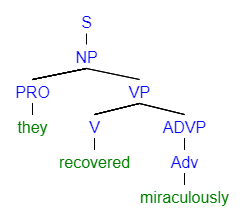 S
NP
PRO VP
they V ADVP
recovered Adv
miraculously